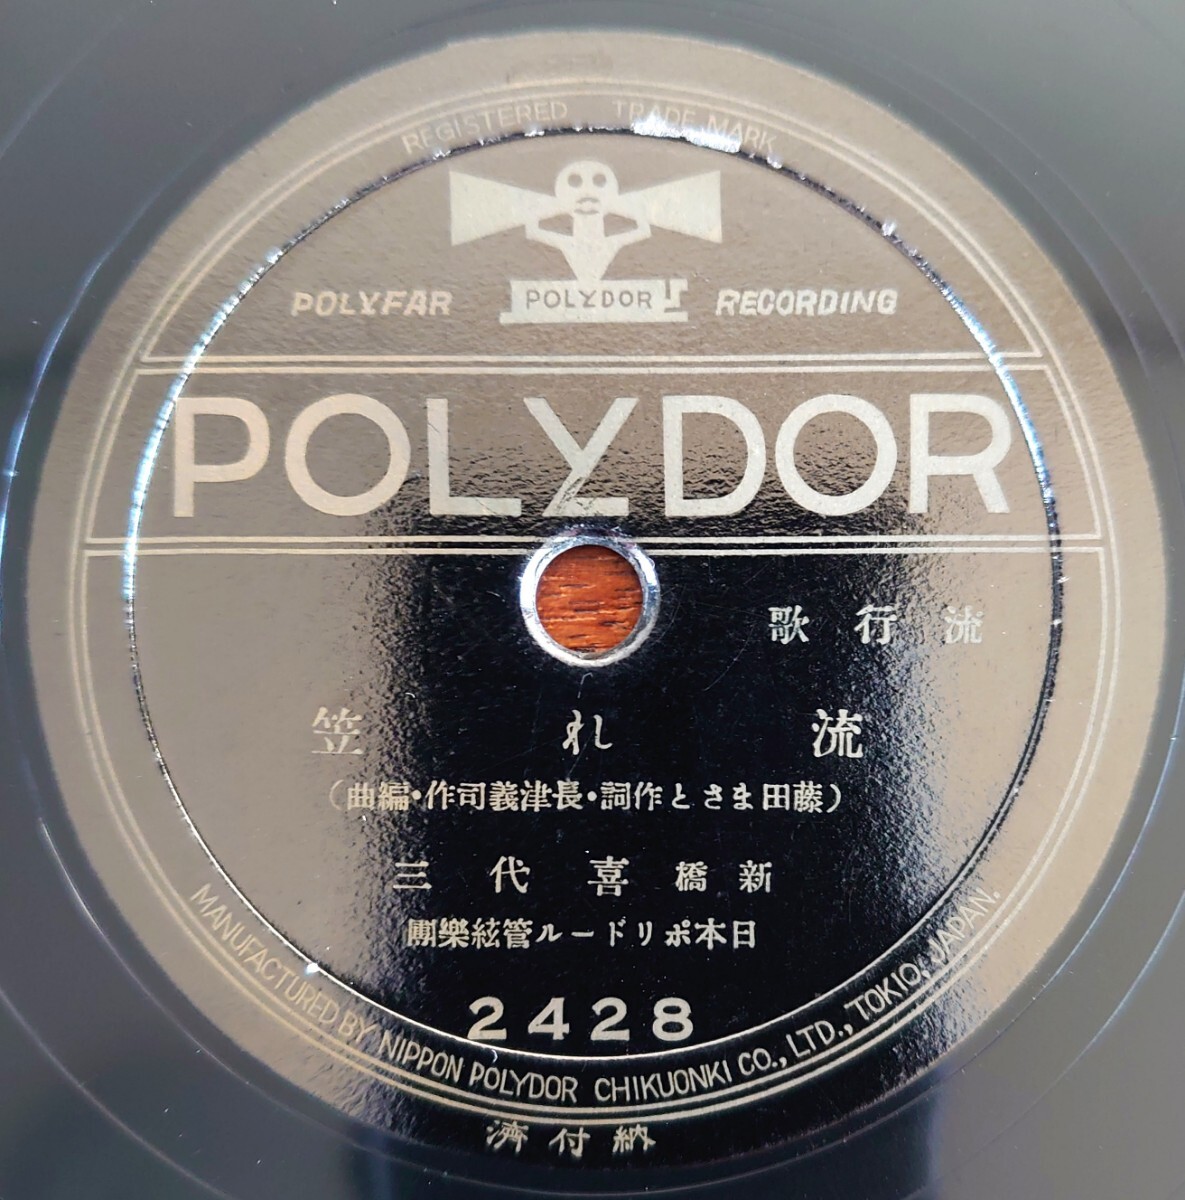 REGISTERED TRADE MARK
POLYFAR POLYDOR RECORDING
POLYDOR
流行歌
流れ笠
(藤田まさと作詞・長津義司作・編曲)
新橋喜代三
日本ポリドール管絃樂團
2428
MANUFACTURED BY NIPPON POLYDOR CHIKUONKI CO., LTD., TOKIO, JAPAN.
納付濟